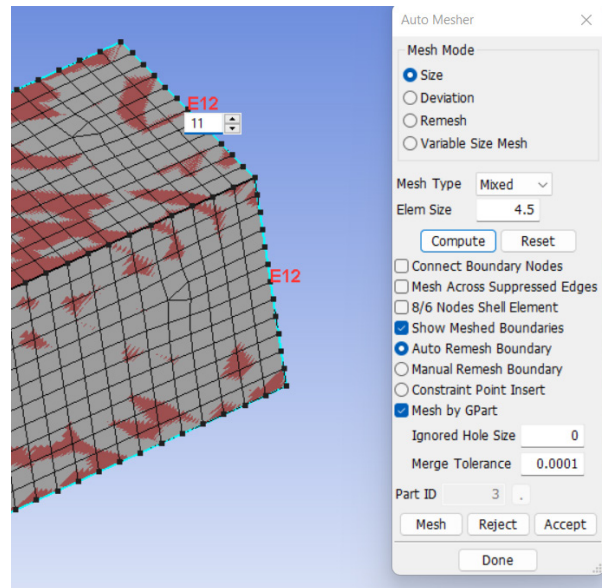 E12
11
E12
Auto Mesher
Mesh Mode
Size
Deviation
Remesh
Variable Size Mesh
Mesh Type Mixed
Elem Size 4.5
Compute Reset
Connect Boundary Nodes
Mesh Across Suppressed Edges
8/6 Nodes Shell Element
Show Meshed Boundaries
Auto Remesh Boundary
Manual Remesh Boundary
Constraint Point Insert
Mesh by GPart
Ignored Hole Size 0
Merge Tolerance 0.0001
Part ID 3 .
Mesh Reject Accept
Done